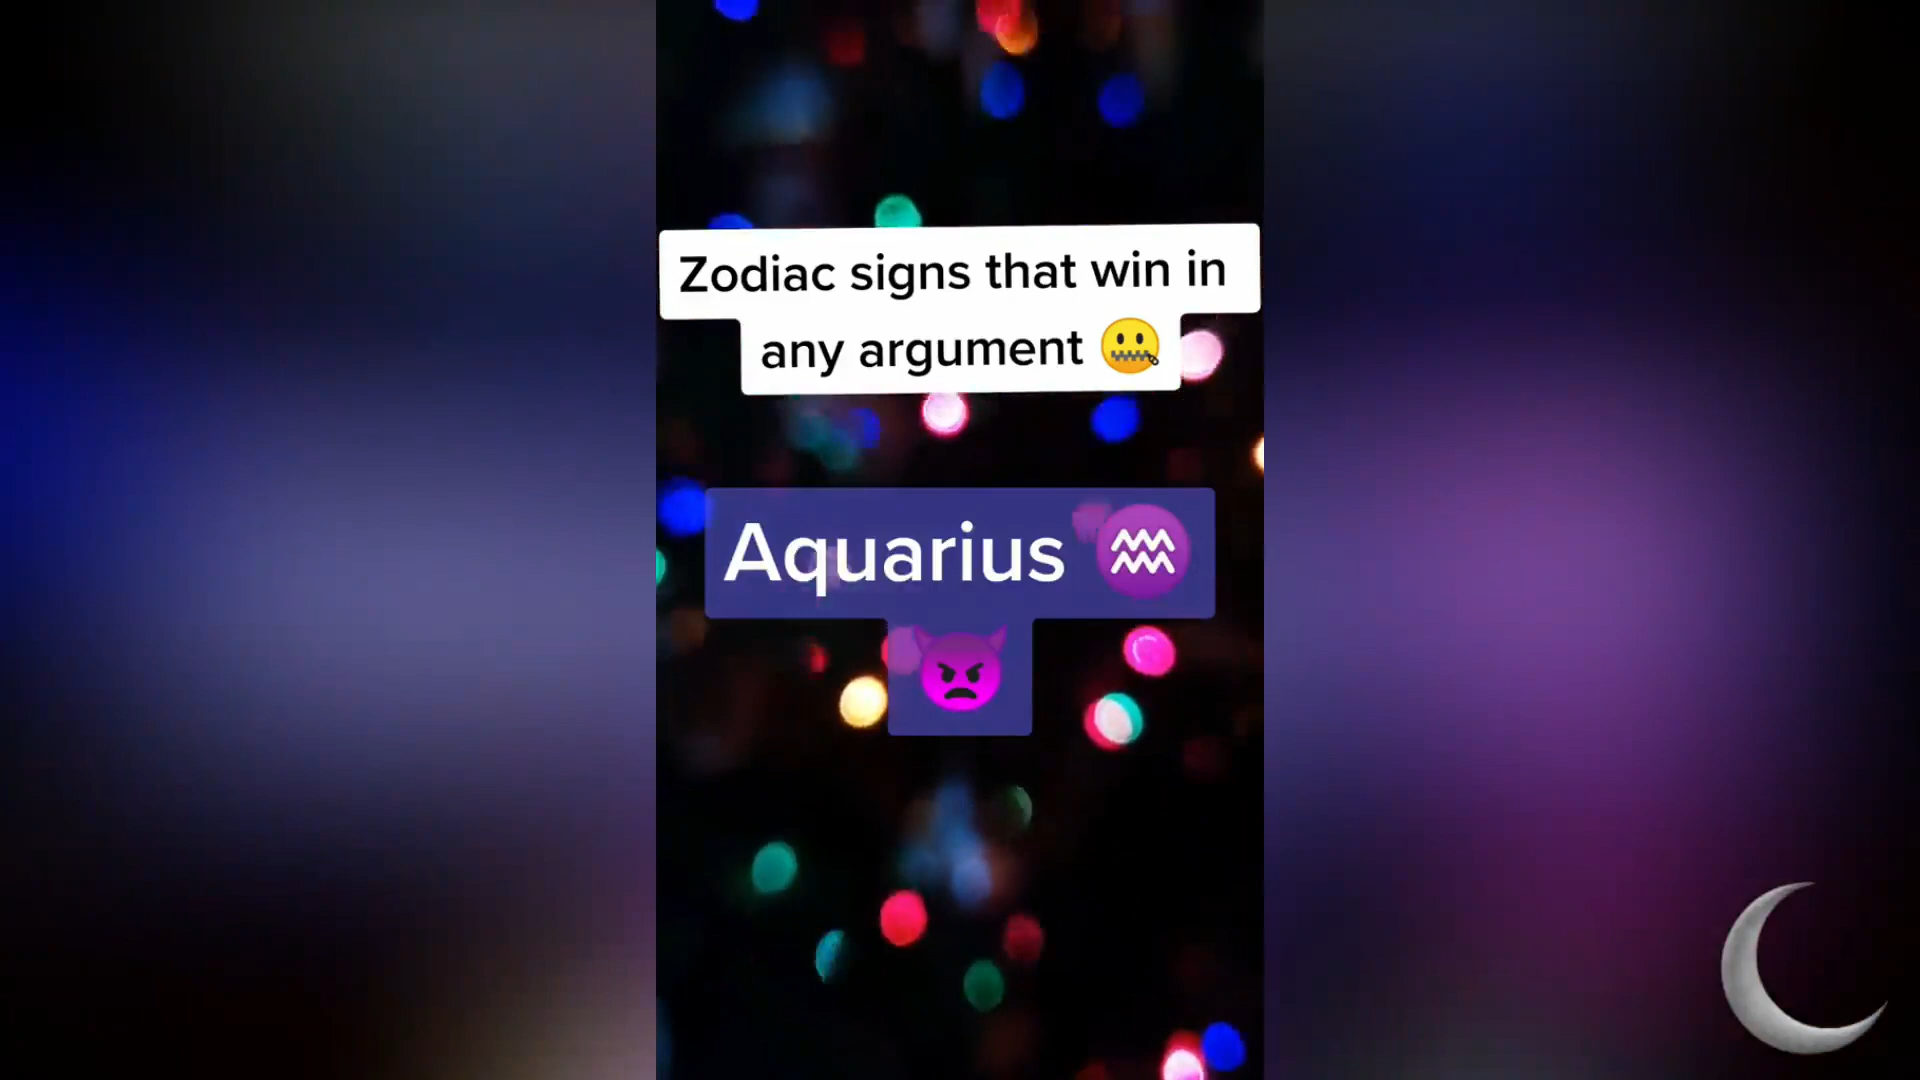 Zodiac signs that win in
any argument 🤐
Aquarius ♒
👿